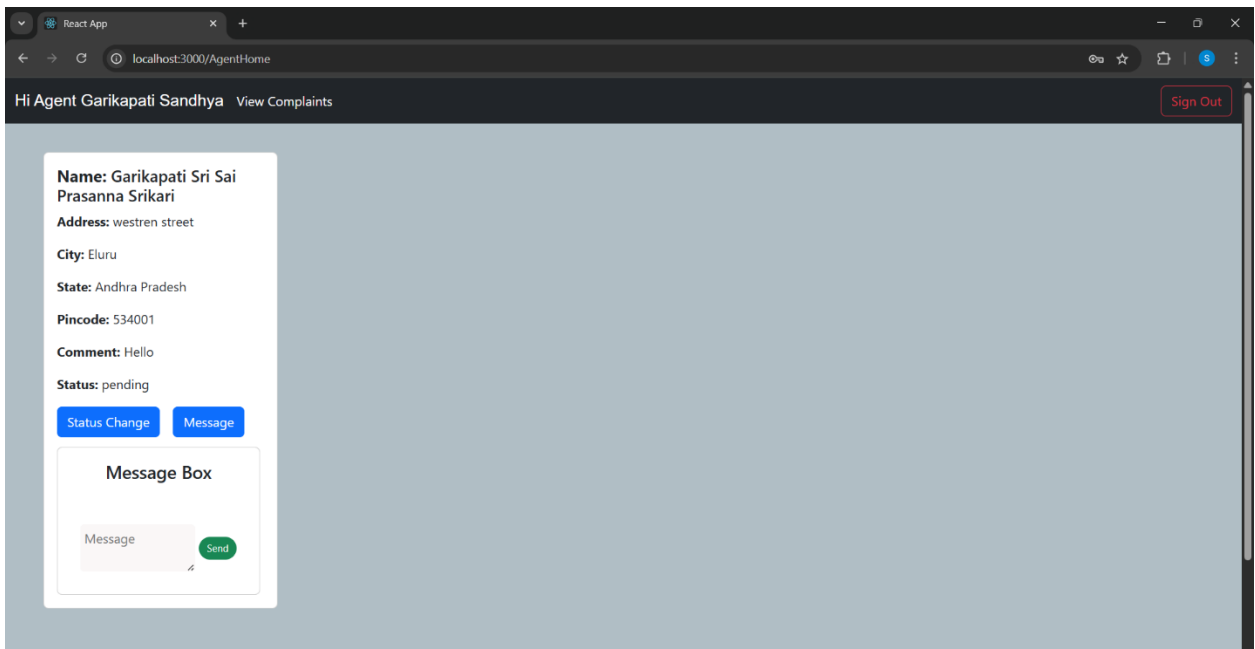 React App
localhost:3000/AgentHome
S
Hi Agent Garikapati Sandhya View Complaints
Sign Out
Name: Garikapati Sri Sai
Prasanna Srikari
Address: westren street
City: Eluru
State: Andhra Pradesh
Pincode: 534001
Comment: Hello
Status: pending
Status Change Message
Message Box
Message
Send